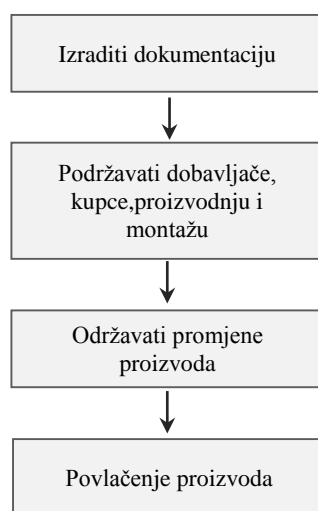 Izraditi dokumentaciju
Podržavati dobavljače,
kupce,proizvodnju i
montažu
Održavati promjene
proizvoda
Povlačenje proizvoda